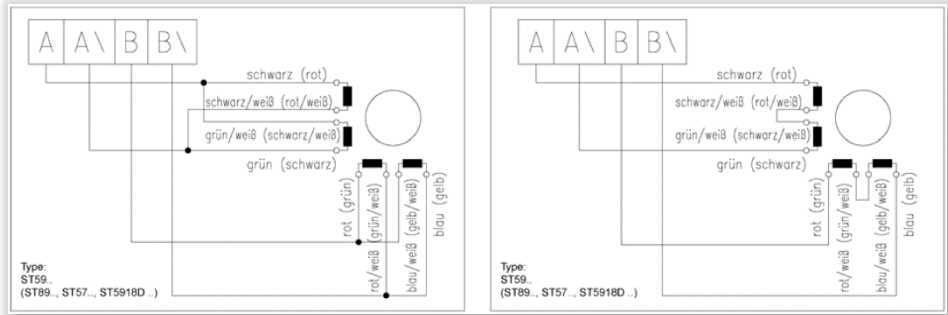 A A\ B B\
schwarz (rot)
schwarz/weiß (rot/weiß)
grün/weiß (schwarz/weiß)
grün (schwarz)
rot (grün)
rot/weiß (grün/weiß)
blau/weiß (gelb/weiß)
blau (gelb)
Type:
ST59..
(ST89.., ST57.., ST5918D ..)
A A\ B B\
schwarz (rot)
schwarz/weiß (rot/weiß)
grün/weiß (schwarz/weiß)
grün (schwarz)
rot (grün)
rot/weiß (grün/weiß)
blau/weiß (gelb/weiß)
blau (gelb)
Type:
ST59..
(ST89.., ST57.., ST5918D ..)